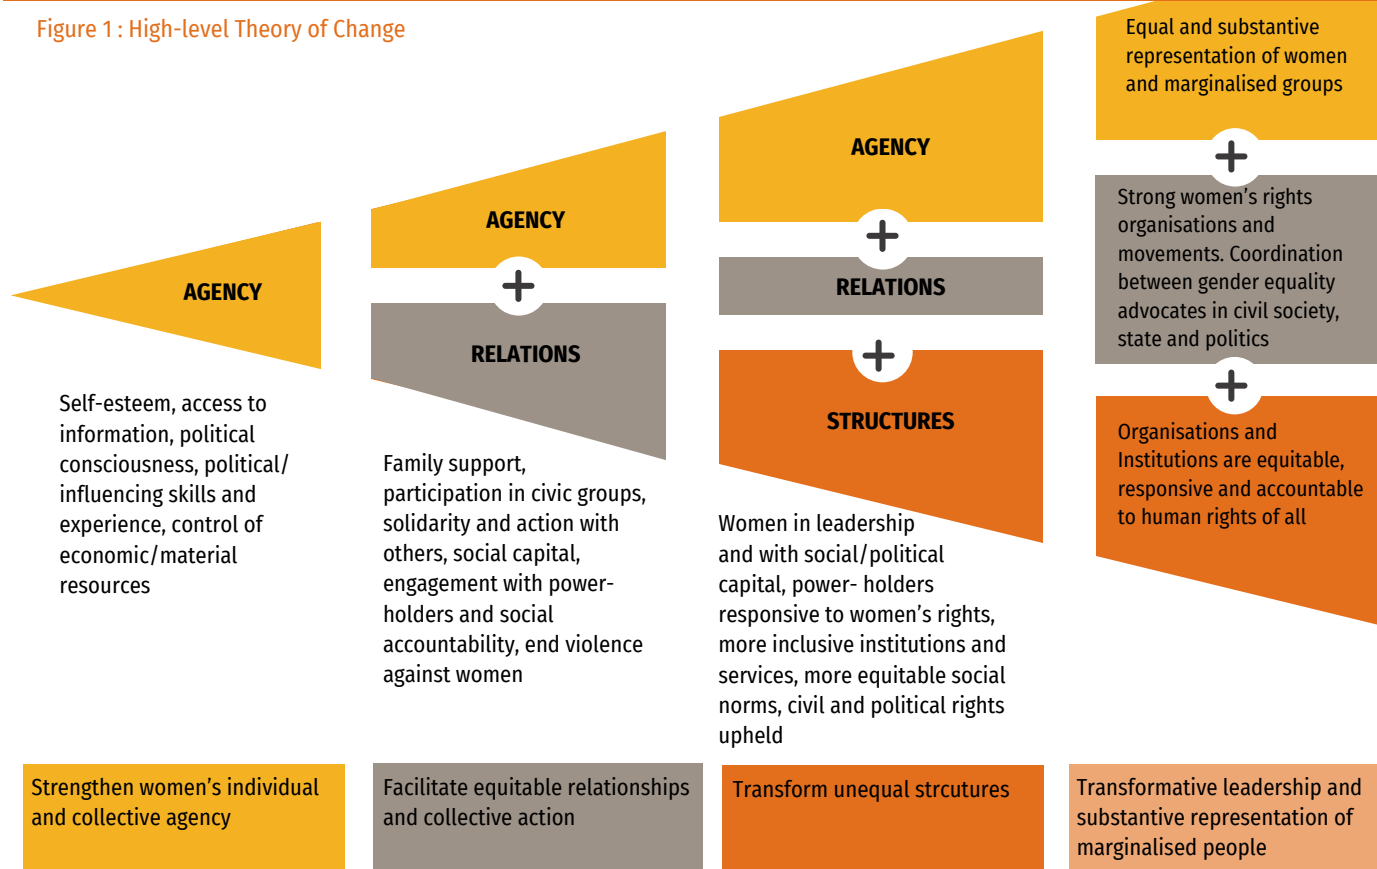 Figure 1 : High-level Theory of Change
AGENCY
Self-esteem, access to
information, political
consciousness, political/
influencing skills and
experience, control of
economic/material
resources
Strengthen women’s individual
and collective agency
AGENCY
+
RELATIONS
Family support,
participation in civic groups,
solidarity and action with
others, social capital,
engagement with power-
holders and social
accountability, end violence
against women
Facilitate equitable relationships
and collective action
AGENCY
+
RELATIONS
+
STRUCTURES
Women in leadership
and with social/political
capital, power- holders
responsive to women’s rights,
more inclusive institutions and
services, more equitable social
norms, civil and political rights
upheld
Transform unequal strcutures
Equal and substantive
representation of women
and marginalised groups
+
Strong women’s rights
organisations and
movements. Coordination
between gender equality
advocates in civil society,
state and politics
+
Organisations and
Institutions are equitable,
responsive and accountable
to human rights of all
Transformative leadership and
substantive representation of
marginalised people